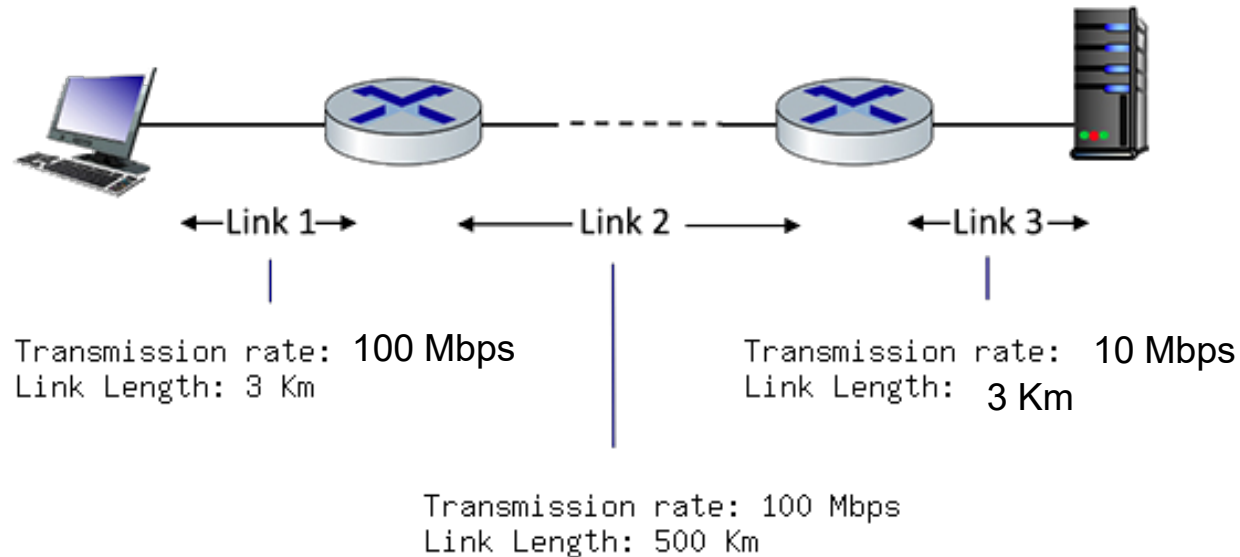 Link 1
Link 2
Link 3
Transmission rate: 100 Mbps
Link Length: 3 Km
Transmission rate: 10 Mbps
Link Length: 3 Km
Transmission rate: 100 Mbps
Link Length: 500 Km